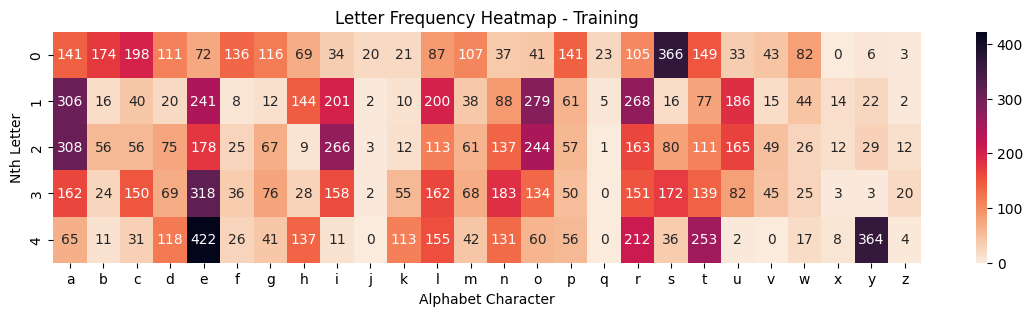 Letter Frequency Heatmap - Training
0 141 174 198 111 72 136 116 69 34 20 21 87 107 37 41 141 23 105 366 149 33 43 82 0 6 3
1 306 16 40 20 241 8 12 144 201 2 10 200 38 88 279 61 5 268 16 77 186 15 44 14 22 2
2 308 56 56 75 178 25 67 9 266 3 12 113 61 137 244 57 1 163 80 111 165 49 26 12 29 12
3 162 24 150 69 318 36 76 28 158 2 55 162 68 183 134 50 0 151 172 139 82 45 25 3 3 20
4 65 11 31 118 422 26 41 137 11 0 113 155 42 131 60 56 0 212 36 253 2 0 17 8 364 4
a b c d e f g h i j k l m n o p q r s t u v w x y z
Nth Letter
Alphabet Character
400
300
200
100
0